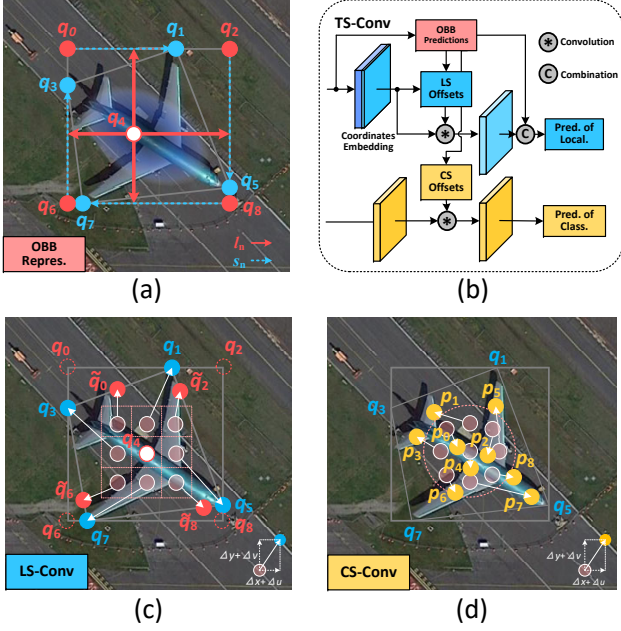 q0
q1
q2
q3
q4
q5
q6
q7
q8
OBB
Repres.
ln
sn
(a)
TS-Conv
OBB
Predictions
* Convolution
C Combination
LS
Offsets
Coordinates
Embedding
*
C
Pred. of
Local.
CS
Offsets
*
Pred. of
Class.
(b)
q0
q1
q2
q̃0
q̃2
q3
q4
q̃6
q5
q6
q̃8
q8
q7
LS-Conv
Δy+Δv
Δx+Δu
(c)
q1
q3
p1
p5
p0
p2
p3
p4
p8
p6
p7
q5
q7
CS-Conv
Δy+Δv
Δx+Δu
(d)